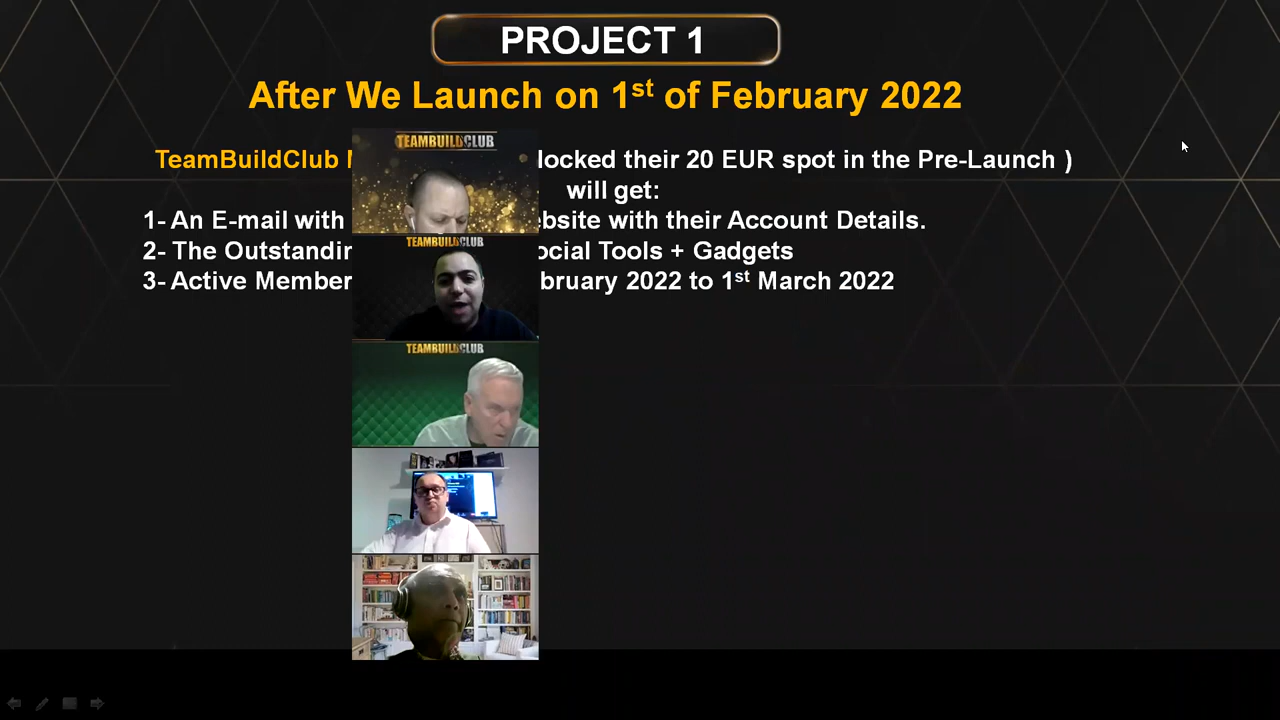 PROJECT 1
After We Launch on 1st of February 2022
TEAMBUILDCLUB
TeamBuildClub locked their 20 EUR spot in the Pre-Launch )
will get:
1- An E-mail with with their Account Details.
2- The Outstandin ocial Tools + Gadgets
TEAMBUILDCLUB
3- Active Member bruary 2022 to 1st March 2022
TEAMBUILDCLUB